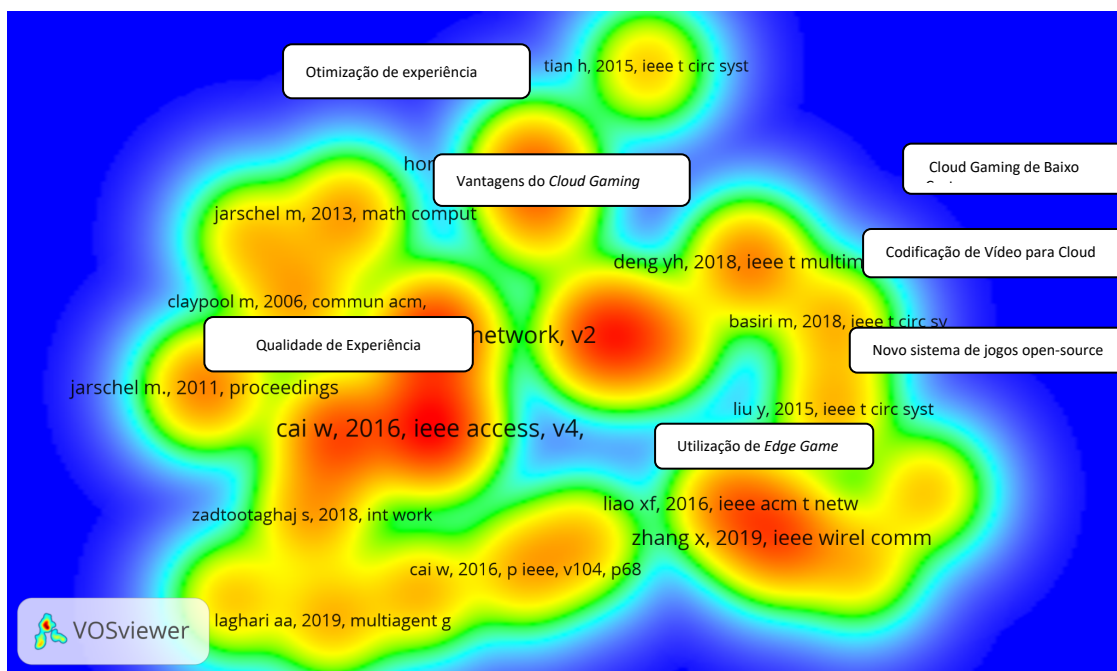 tian h, 2015, ieee t circ syst
Otimização de experiência
Cloud Gaming de Baixo
Vantagens do Cloud Gaming
jarschel m, 2013, math comput
Codificação de Vídeo para Cloud
deng yh, 2018, ieee t multim
claypool m, 2006, commun acm,
basiri m, 2018, ieee t circ sy
network, v2
Qualidade de Experiência
Novo sistema de jogos open-source
jarschel m., 2011, proceedings
liu y, 2015, ieee t circ syst
cai w, 2016, ieee access, v4,
Utilização de Edge Game
liao xf, 2016, ieee acm t netw
zadtootaghaj s, 2018, int work
zhang x, 2019, ieee wirel comm
cai w, 2016, p ieee, v104, p68
laghari aa, 2019, multiagent g
VOSviewer